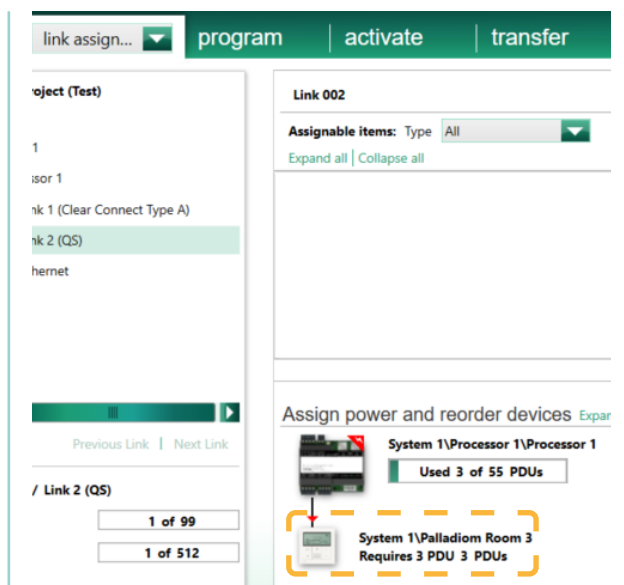 link assign... program activate transfer
roject (Test)
1
ssor 1
nk 1 (Clear Connect Type A)
nk 2 (QS)
hernet
Previous Link | Next Link
/ Link 2 (QS)
1 of 99
1 of 512
Link 002
Assignable items: Type All
Expand all | Collapse all
Assign power and reorder devices Expar
System 1\Processor 1\Processor 1
Used 3 of 55 PDUs
System 1\Palladiom Room 3
Requires 3 PDU 3 PDUs